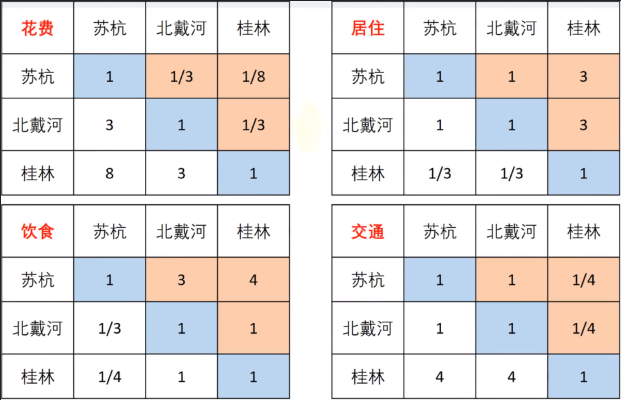 花费 苏杭 北戴河 桂林
苏杭 1 1/3 1/8
北戴河 3 1 1/3
桂林 8 3 1
居住 苏杭 北戴河 桂林
苏杭 1 1 3
北戴河 1 1 3
桂林 1/3 1/3 1
饮食 苏杭 北戴河 桂林
苏杭 1 3 4
北戴河 1/3 1 1
桂林 1/4 1 1
交通 苏杭 北戴河 桂林
苏杭 1 1 1/4
北戴河 1 1 1/4
桂林 4 4 1